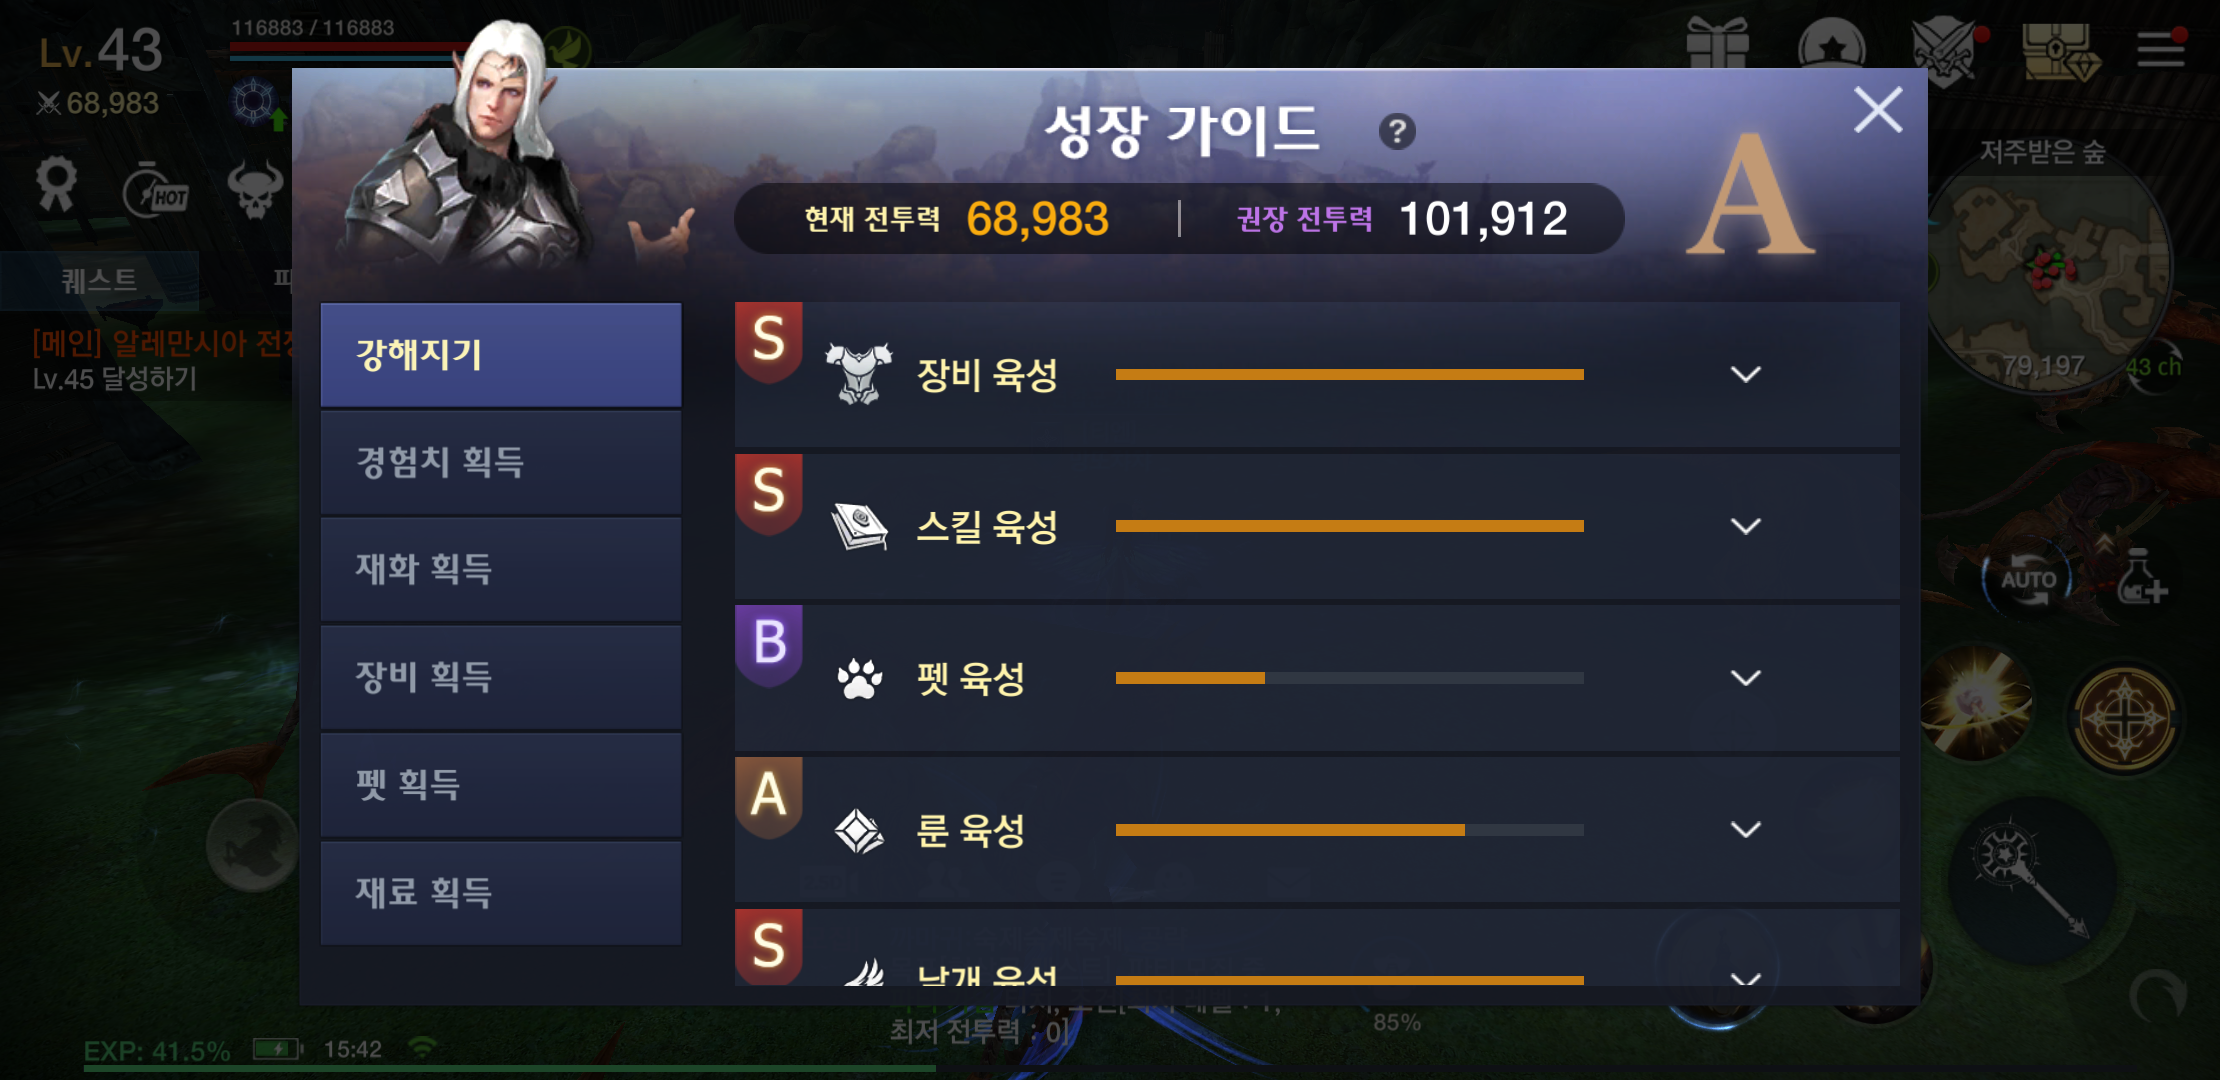 Lv.43
116883 / 116883
68,983
HOT
성장 가이드
?
현재 전투력 68,983 | 권장 전투력 101,912
A
저주받은 숲
퀘스트
[메인] 알레만시아 전
Lv.45 달성하기
79,197
43 ch
강해지기
경험치 획득
재화 획득
장비 획득
펫 획득
재료 획득
S 장비 육성
S 스킬 육성
B 펫 육성
A 룬 육성
S 날개 육성
AUTO
최저 전투력 : 0]
85%
EXP: 41.5%
15:42